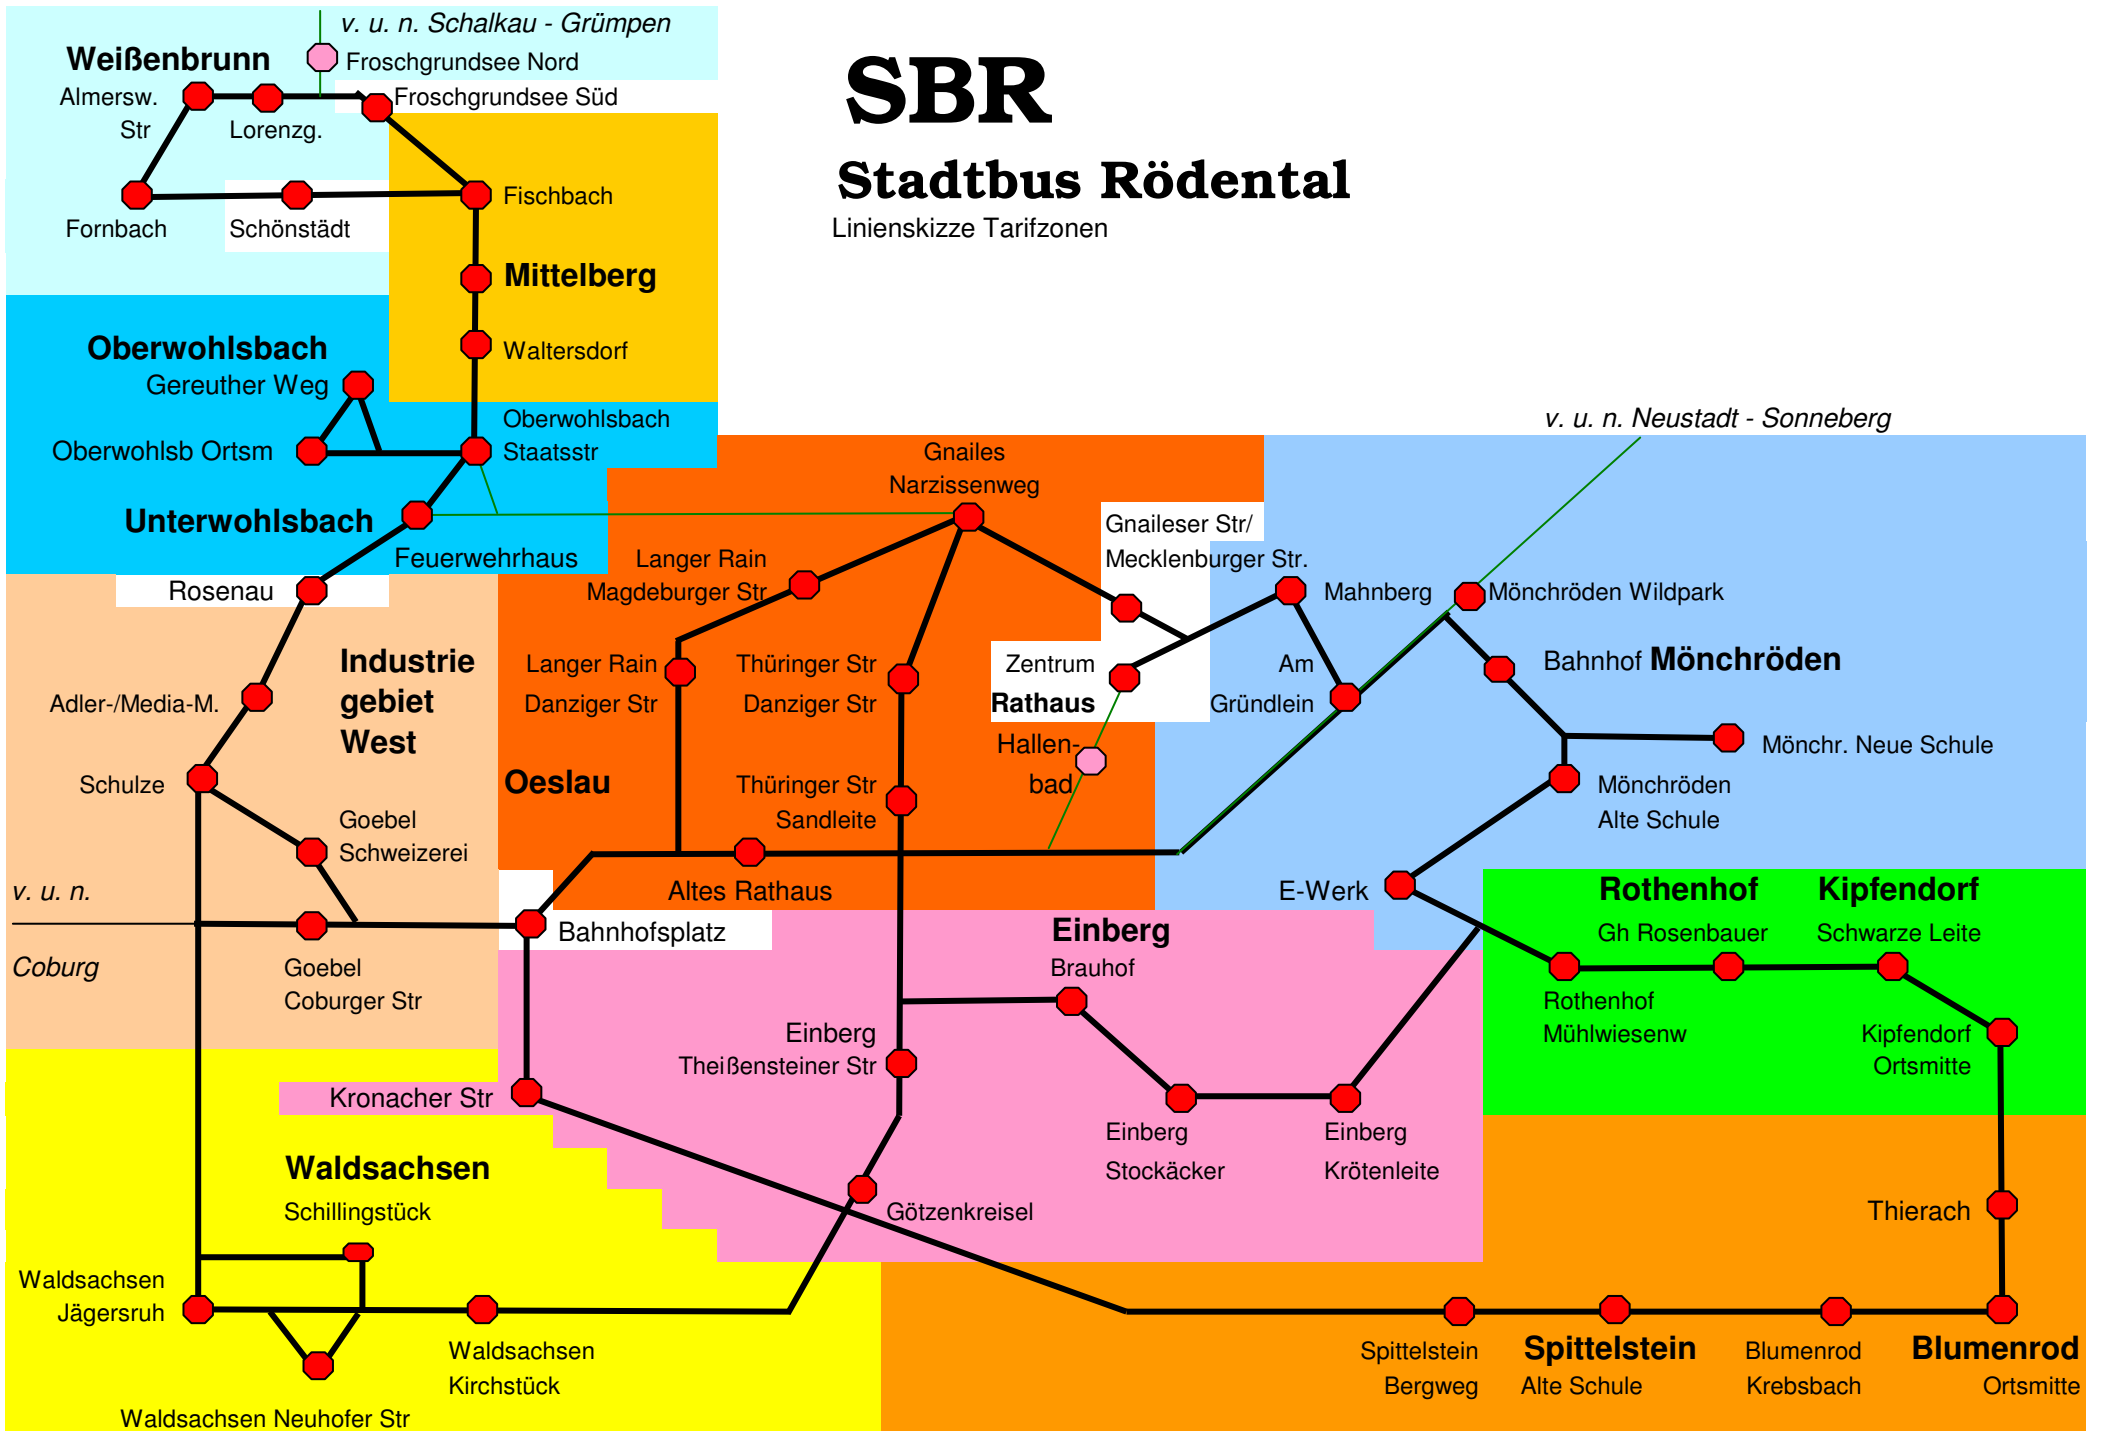 v. u. n. Schalkau - Grümpen
Weißenbrunn
Froschgrundsee Nord
Almersw.
Str
Lorenzg.
Froschgrundsee Süd
SBR
Stadtbus Rödental
Linienskizze Tarifzonen
Fischbach
Fornbach
Schönstädt
Mittelberg
Waltersdorf
Oberwohlsbach
Gereuther Weg
Oberwohlsb Ortsm
Oberwohlsbach
Staatsstr
Unterwohlsbach
Feuerwehrhaus
Rosenau
v. u. n. Neustadt - Sonneberg
Gnailes
Narzissenweg
Gnaileser Str/
Mecklenburger Str.
Langer Rain
Magdeburger Str
Mahnberg
Mönchröden Wildpark
Industrie
gebiet
West
Adler-/Media-M.
Langer Rain
Danziger Str
Thüringer Str
Danziger Str
Zentrum
Rathaus
Am
Gründlein
Bahnhof Mönchröden
Hallen-
bad
Mönchr. Neue Schule
Schulze
Oeslau
Thüringer Str
Sandleite
Mönchröden
Alte Schule
Goebel
Schweizerei
v. u. n.
Coburg
Altes Rathaus
E-Werk
Rothenhof
Gh Rosenbauer
Kipfendorf
Schwarze Leite
Bahnhofsplatz
Goebel
Coburger Str
Einberg
Brauhof
Rothenhof
Mühlwiesenw
Kipfendorf
Ortsmitte
Einberg
Theißensteiner Str
Kronacher Str
Einberg
Stockäcker
Einberg
Krötenleite
Waldsachsen
Schillingstück
Götzenkreisel
Thierach
Waldsachsen
Jägersruh
Waldsachsen
Kirchstück
Waldsachsen Neuhofer Str
Spittelstein
Bergweg
Spittelstein
Alte Schule
Blumenrod
Krebsbach
Blumenrod
Ortsmitte